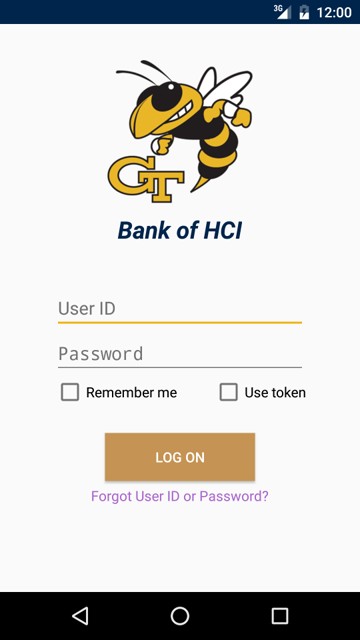 3G 12:00
GT
Bank of HCI
User ID
Password
Remember me Use token
LOG ON
Forgot User ID or Password?